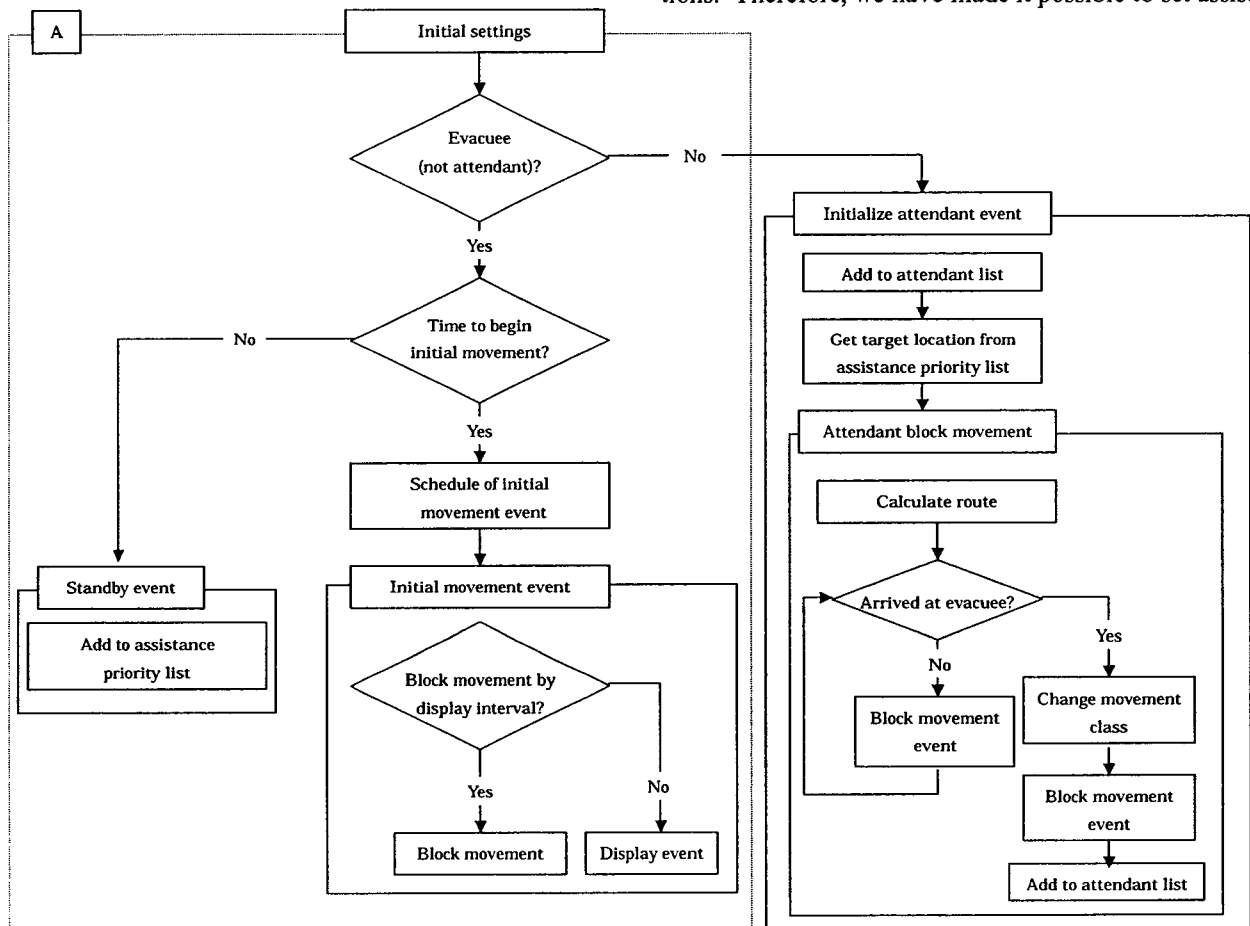 tions. Therefore, we have made it possible to set assis
A
Initial settings
Evacuee
(not attendant)?
No
Yes
Initialize attendant event
Add to attendant list
Time to begin
initial movement?
No
Get target location from
assistance priority list
Yes
Attendant block movement
Schedule of initial
movement event
Calculate route
Standby event
Add to assistance
priority list
Initial movement event
Arrived at evacuee?
Yes
No
Block movement by
display interval?
Change movement
class
Block movement
event
Yes
No
Block movement
event
Block movement
Display event
Add to attendant list